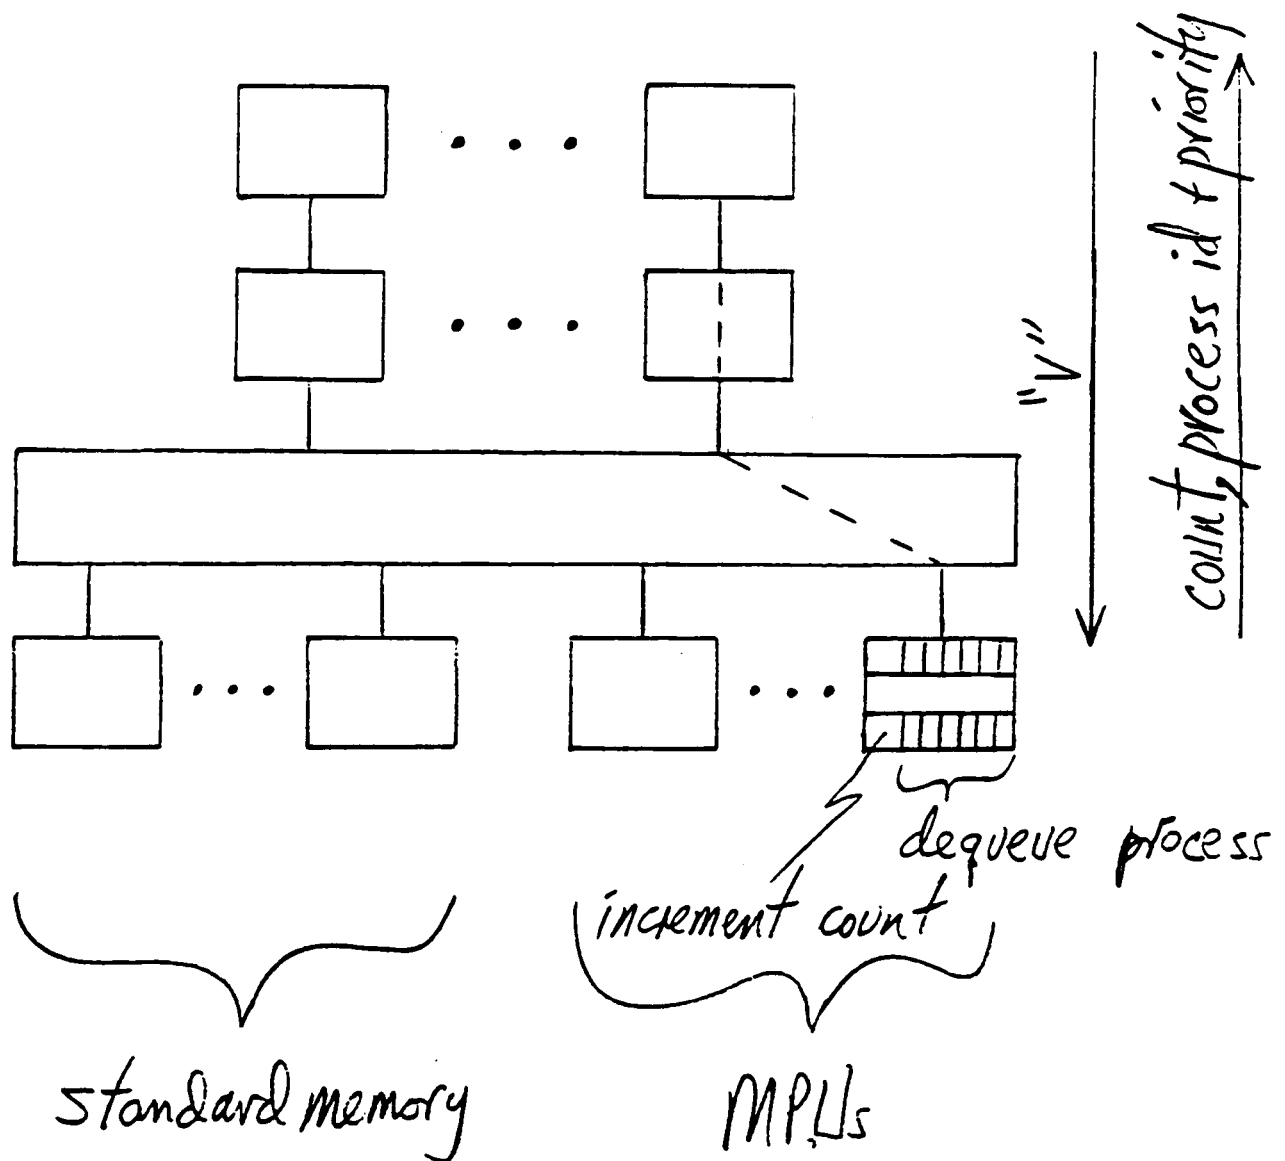 "V"
count, process id + priority
dequeue process
increment count
standard memory
MPUs